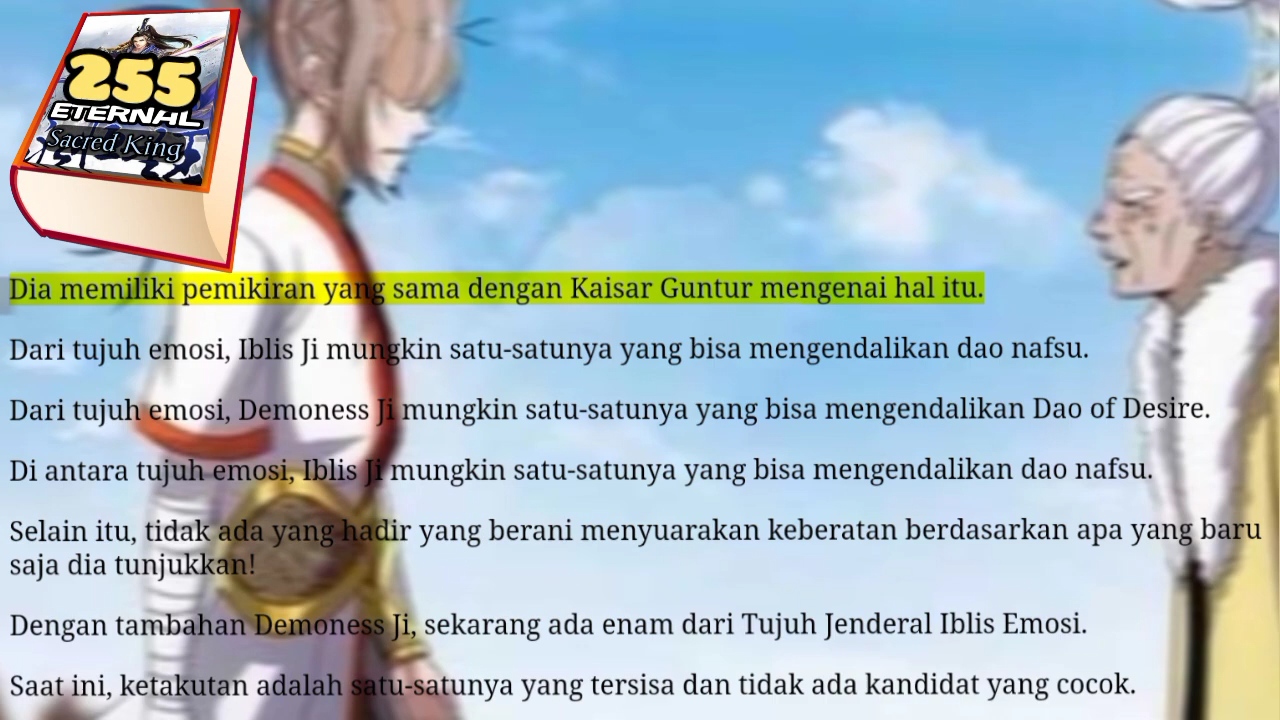 255
ETERNAL
Sacred King
Dia memiliki pemikiran yang sama dengan Kaisar Guntur mengenai hal itu.
Dari tujuh emosi, Iblis Ji mungkin satu-satunya yang bisa mengendalikan dao nafsu.
Dari tujuh emosi, Demoness Ji mungkin satu-satunya yang bisa mengendalikan Dao of Desire.
Di antara tujuh emosi, Iblis Ji mungkin satu-satunya yang bisa mengendalikan dao nafsu.
Selain itu, tidak ada yang hadir yang berani menyuarakan keberatan berdasarkan apa yang baru
saja dia tunjukkan!
Dengan tambahan Demoness Ji, sekarang ada enam dari Tujuh Jenderal Iblis Emosi.
Saat ini, ketakutan adalah satu-satunya yang tersisa dan tidak ada kandidat yang cocok.